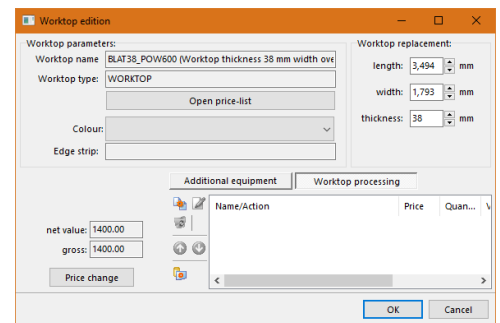 Worktop edition
Worktop parameters:
Worktop name BLAT38_POW600 (Worktop thickness 38 mm width ove
Worktop type: WORKTOP
Open price-list
Colour:
Edge strip:
Worktop replacement:
length: 3,494 mm
width: 1,793 mm
thickness: 38 mm
Additional equipment Worktop processing
Name/Action Price Quan...
net value: 1400.00
gross: 1400.00
Price change
OK Cancel